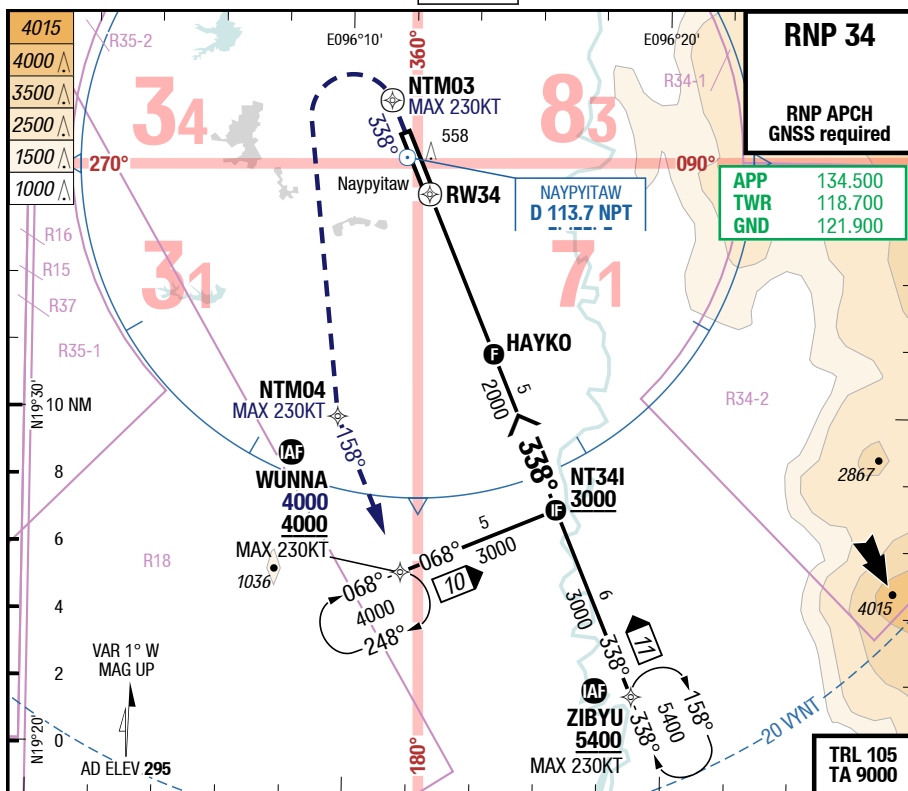 4015
4000
3500
2500
1500
1000
R35-2
E096°10'
360°
E096°20'
RNP 34
RNP APCH
GNSS required
R34-1
34
83
NTM03
MAX 230KT
338°
558
270°
090°
Naypyitaw
RW34
NAYPYITAW
D 113.7 NPT
APP 134.500
TWR 118.700
GND 121.900
R16
R15
R37
31
71
R35-1
HAYKO
F
5
2000
N19°30'
10 NM
NTM04
MAX 230KT
158°
R34-2
IAF
WUNNA
4000
4000
MAX 230KT
338°
NT34I
3000
IF
8
2867
6
5
3000
R18
1036
068°
068°
4000
248°
10
3000
6
4
4015
VAR 1° W
MAG UP
338°
11
2
IAF
ZIBYU
5400
MAX 230KT
338°
5400
158°
20 VYNT
N19°20'
0
AD ELEV 295
180°
TRL 105
TA 9000